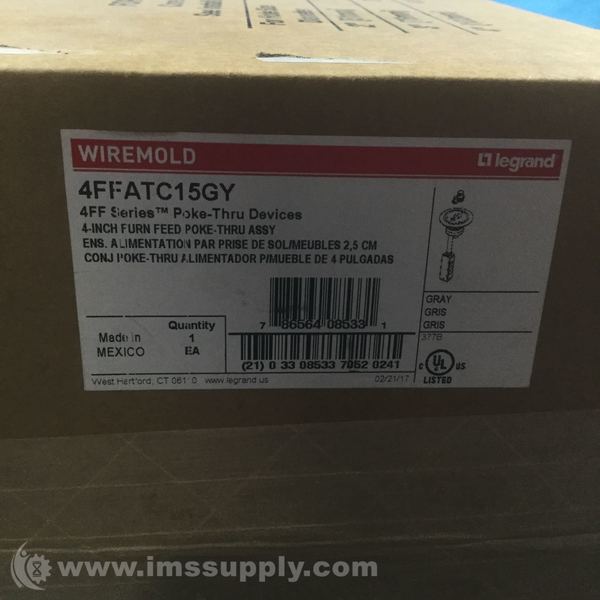 WIREMOLD
legrand
4FFATC15GY
4FF Series™ Poke-Thru Devices
4-INCH FURN FEED POKE-THRU ASSY
ENS. ALIMENTATION PAR PRISE DE SOL/MEUBLES 2,5 CM
CONJ POKE-THRU ALIMENTADOR P/MUEBLE DE 4 PULGADAS
GRAY
GRIS
GRIS
377B
Made in
MEXICO
Quantity
1
EA
7 86564 08533 1
(21) 0 33 08533 7052 0241
C UL US
LISTED
West Hartford, CT 06110 www.legrand.us
02/21/17
www.imssupply.com